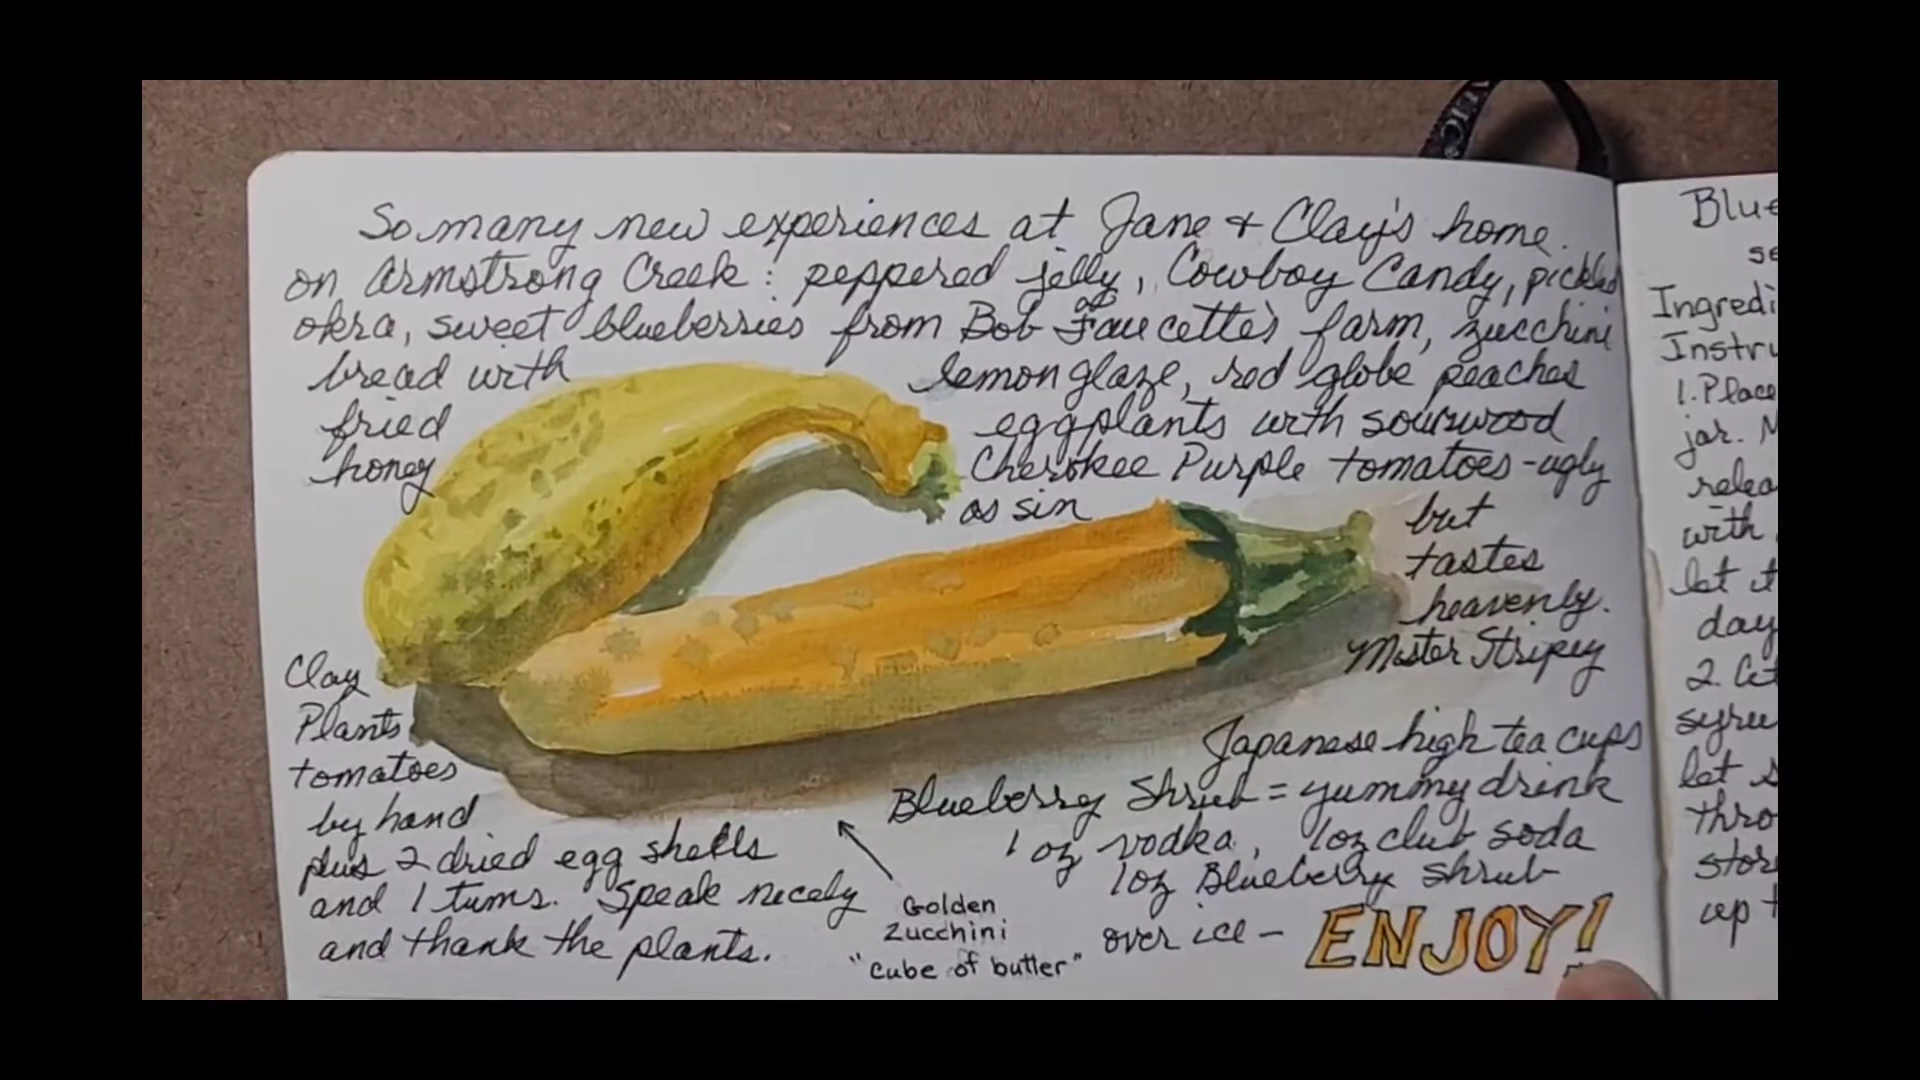 So many new experiences at Jane & Clay's home
on Armstrong Creek: peppered jelly, Cowboy Candy, pickled
okra, sweet blueberries from Bob Faucette's farm, zucchini
bread with lemon glaze, red globe peaches
fried eggplants with sourwood
honey Cherokee Purple tomatoes - ugly
as sin but
tastes
heavenly.
Mister Stripey
Clay
Plants
tomatoes
by hand
plus 2 dried egg shells
and 1 tums. Speak nicely
and thank the plants.
Golden
Zucchini
"cube of butter"
Japanese high tea cups
Blueberry Shrub = yummy drink
1 oz vodka, 1oz club soda
1oz Blueberry shrub
over ice - ENJOY!
Blue
Ingredi
Instru
1. Place
jar. M
relea
with
let it
day
2. Cut
syru
let s
thro
stor
up t